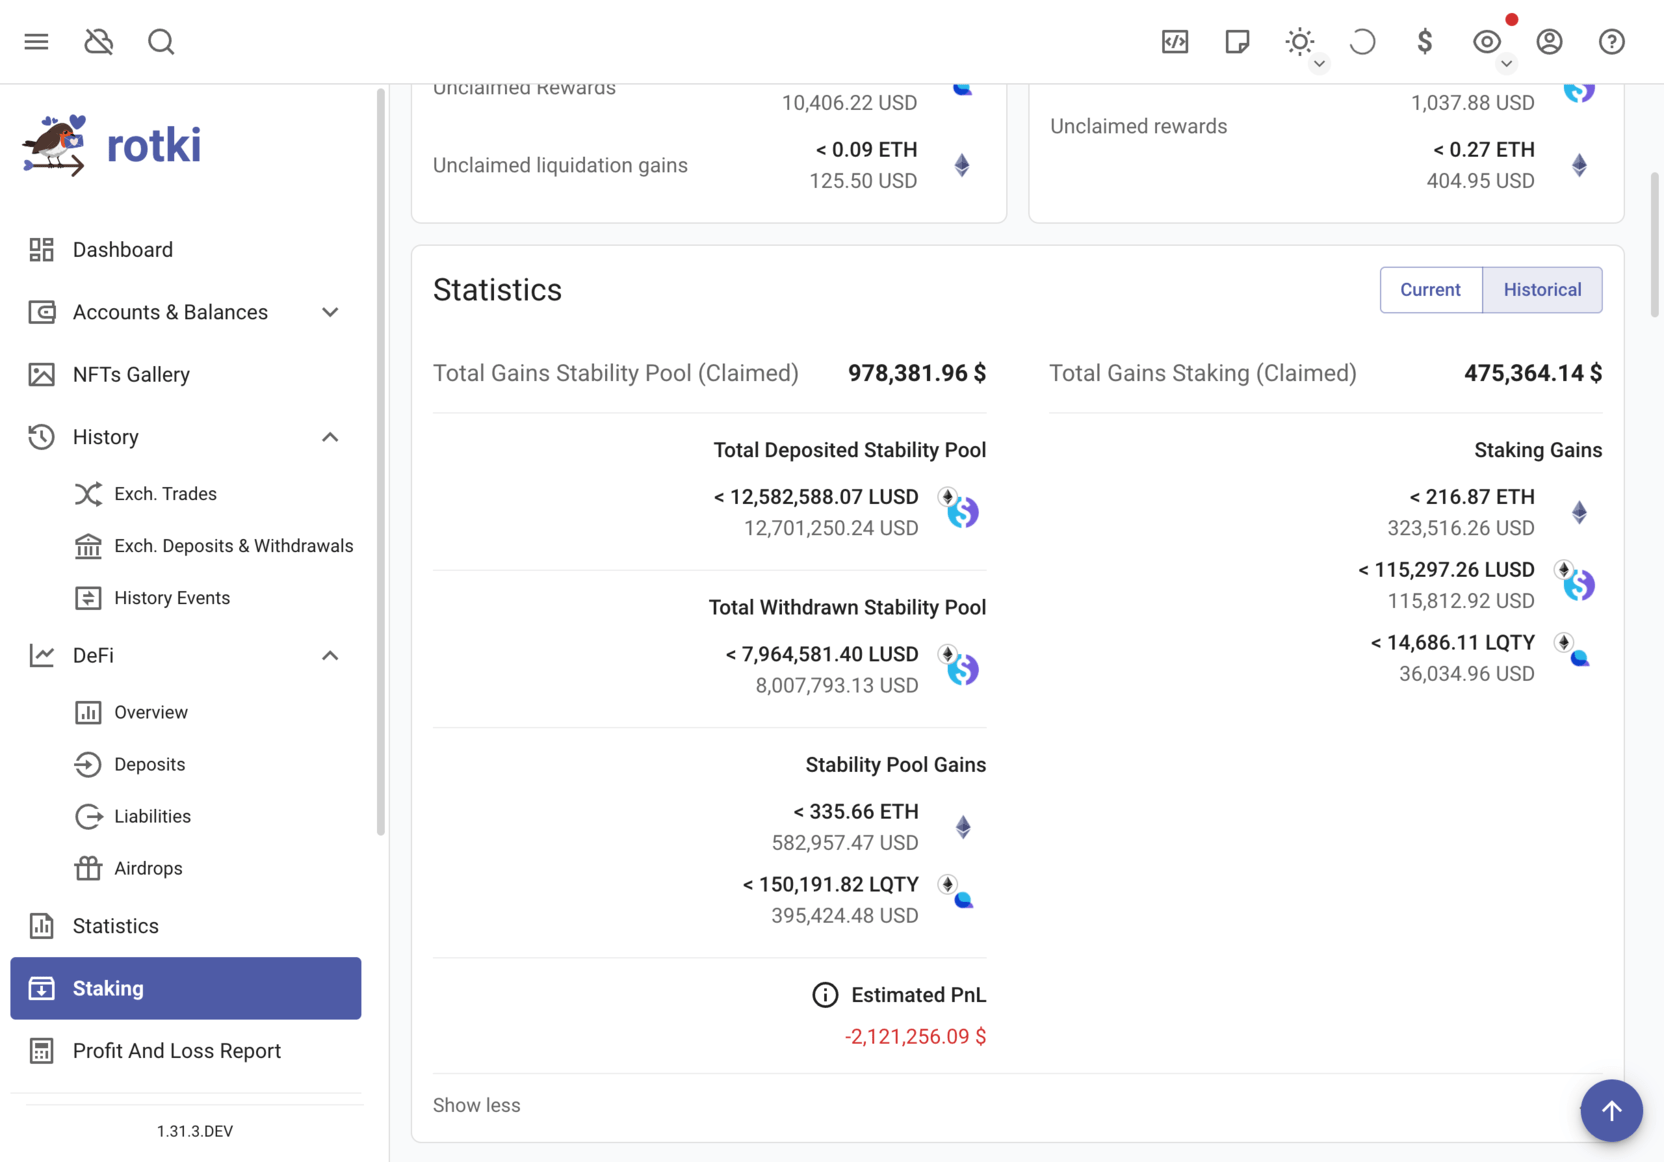 rotki
Dashboard
Accounts & Balances
NFTs Gallery
History
Exch. Trades
Exch. Deposits & Withdrawals
History Events
DeFi
Overview
Deposits
Liabilities
Airdrops
Statistics
Staking
Profit And Loss Report
1.31.3.DEV
Unclaimed Rewards
10,406.22 USD
Unclaimed liquidation gains
< 0.09 ETH
125.50 USD
1,037.88 USD
Unclaimed rewards
< 0.27 ETH
404.95 USD
Statistics
Current
Historical
Total Gains Stability Pool (Claimed)
978,381.96 $
Total Deposited Stability Pool
< 12,582,588.07 LUSD
12,701,250.24 USD
Total Withdrawn Stability Pool
< 7,964,581.40 LUSD
8,007,793.13 USD
Stability Pool Gains
< 335.66 ETH
582,957.47 USD
< 150,191.82 LQTY
395,424.48 USD
Estimated PnL
-2,121,256.09 $
Total Gains Staking (Claimed)
475,364.14 $
Staking Gains
< 216.87 ETH
323,516.26 USD
< 115,297.26 LUSD
115,812.92 USD
< 14,686.11 LQTY
36,034.96 USD
Show less